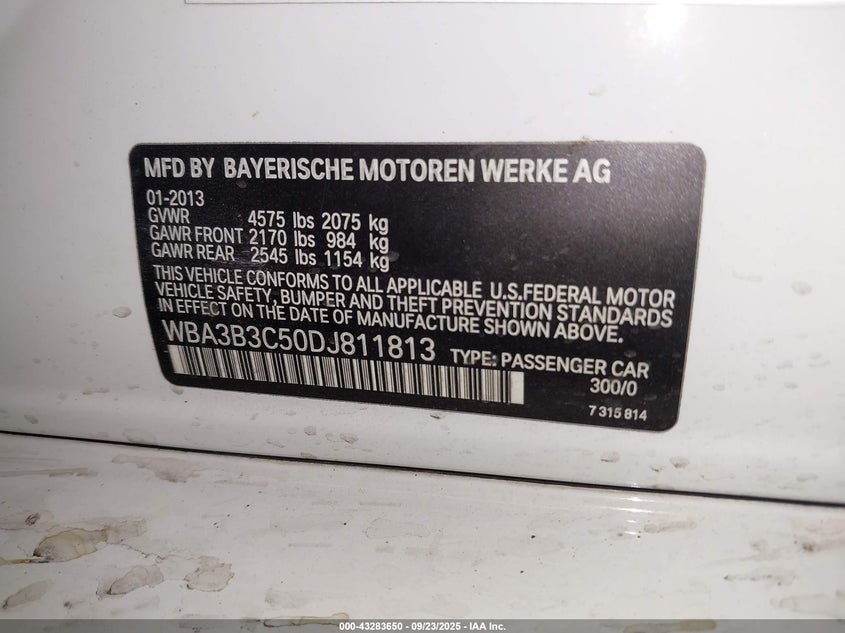 MFD BY BAYERISCHE MOTOREN WERKE AG
01-2013
GVWR 4575 lbs 2075 kg
GAWR FRONT 2170 lbs 984 kg
GAWR REAR 2545 lbs 1154 kg
THIS VEHICLE CONFORMS TO ALL APPLICABLE U.S.FEDERAL MOTOR
VEHICLE SAFETY, BUMPER AND THEFT PREVENTION STANDARDS
IN EFFECT ON THE DATE OF MANUFACTURE SHOWN ABOVE.
WBA3B3C50DJ811813 TYPE: PASSENGER CAR
300/0
7 315 814
000-43283650 - 09/23/2025 - IAA Inc.